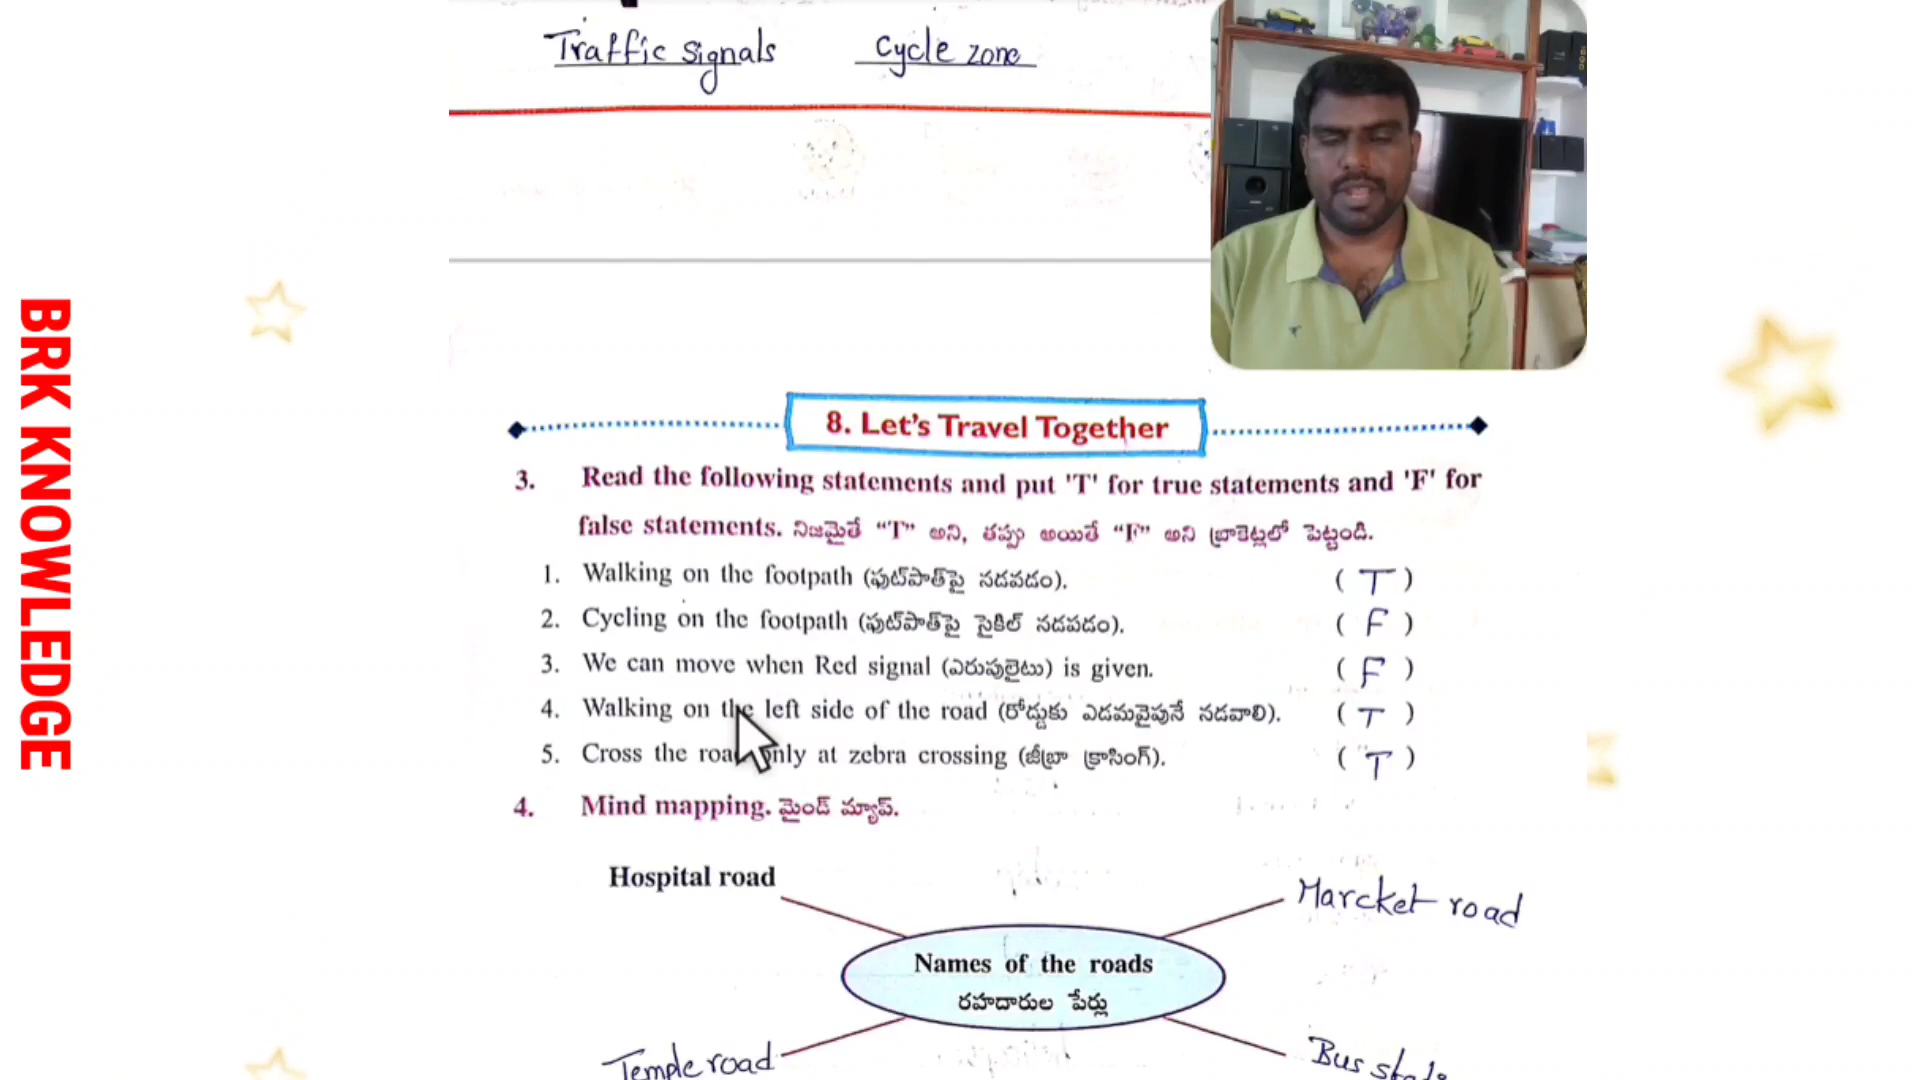 Traffic signals Cycle zone
BRK KNOWLEDGE
8. Let's Travel Together
3. Read the following statements and put 'T' for true statements and 'F' for
false statements. నిజమైతే “T” అని, తప్పు అయితే “F” అని బ్రాకెట్లలో పెట్టండి.
1. Walking on the footpath (ఫుట్‌పాత్‌పై నడవడం). ( T )
2. Cycling on the footpath (ఫుట్‌పాత్‌పై సైకిల్ నడపడం). ( F )
3. We can move when Red signal (ఎరుపులైటు) is given. ( F )
4. Walking on the left side of the road (రోడ్డుకు ఎడమవైపునే నడవాలి). ( T )
5. Cross the road only at zebra crossing (జీబ్రా క్రాసింగ్). ( T )
4. Mind mapping. మైండ్ మ్యాప్.
Hospital road
Marcket road
Names of the roads
రహదారుల పేర్లు
Temple road
Bus